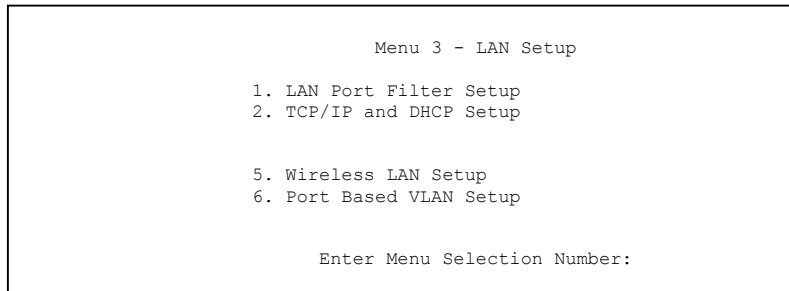 Menu 3 - LAN Setup
1. LAN Port Filter Setup
2. TCP/IP and DHCP Setup
5. Wireless LAN Setup
6. Port Based VLAN Setup
Enter Menu Selection Number: